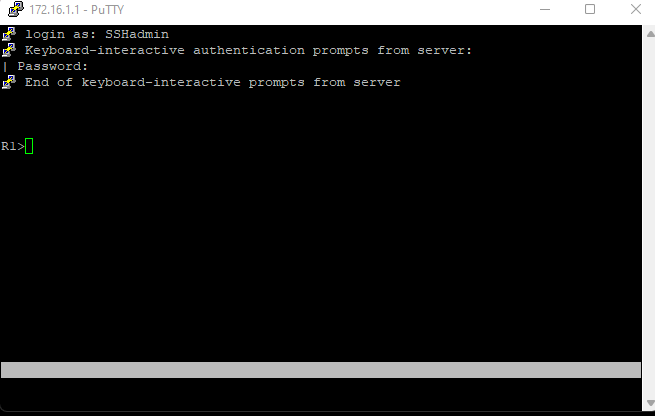 172.16.1.1 - PuTTY
login as: SSHadmin
Keyboard-interactive authentication prompts from server:
| Password:
End of keyboard-interactive prompts from server
R1>